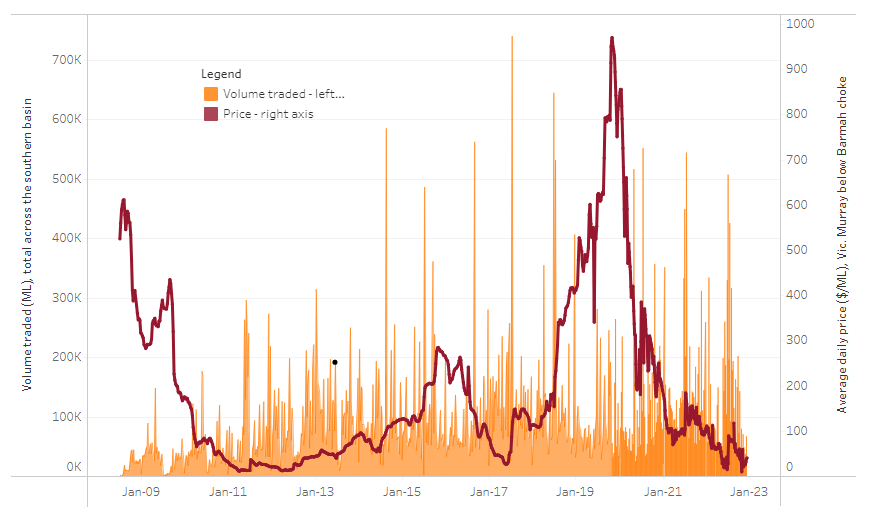 Volume traded (ML), total across the southern basin
700K
600K
500K
400K
300K
200K
100K
0K
Legend
Volume traded - left...
Price - right axis
1000
900
800
700
600
500
400
300
200
100
0
Average daily price ($/ML), Vic. Murray below Barmah choke
Jan-09
Jan-11
Jan-13
Jan-15
Jan-17
Jan-19
Jan-21
Jan-23